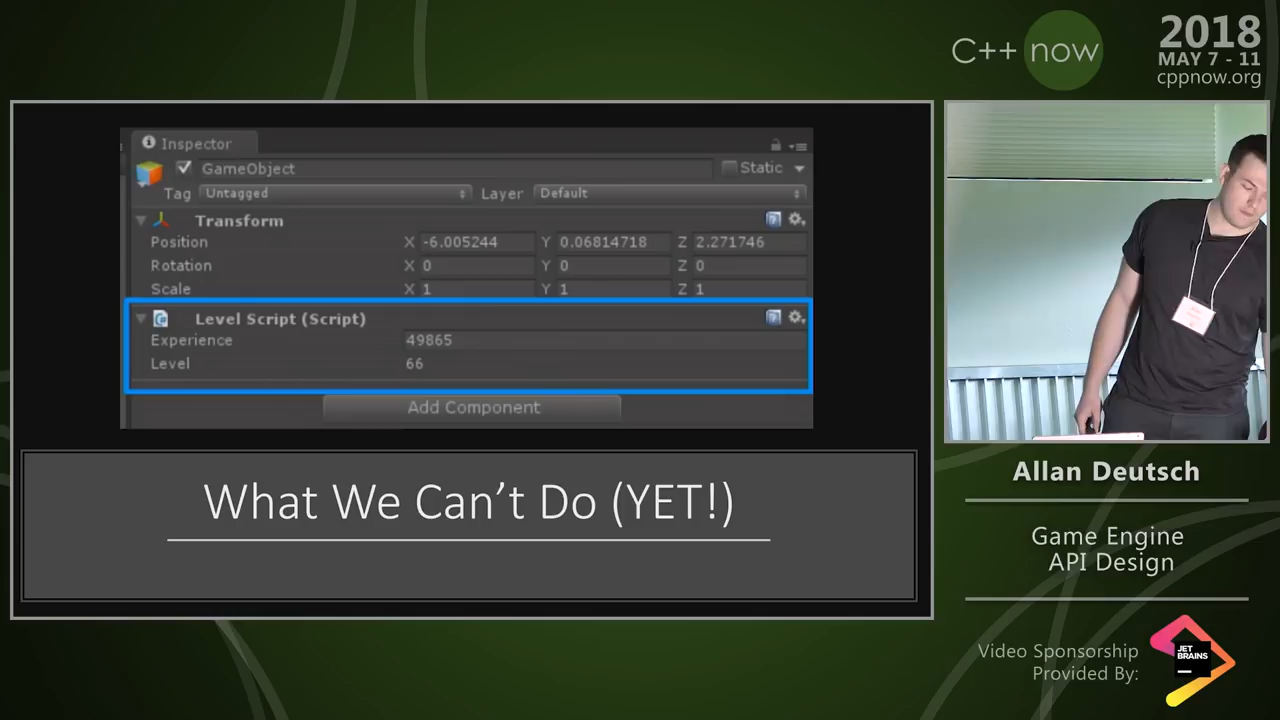 C++ now
2018
MAY 7 - 11
cppnow.org
Inspector
GameObject
Static
Tag Untagged Layer Default
Transform
Position X -6.005244 Y 0.06814718 Z 2.271746
Rotation X 0 Y 0 Z 0
Scale X 1 Y 1 Z 1
Level Script (Script)
Experience 49865
Level 66
Add Component
What We Can’t Do (YET!)
Allan Deutsch
Game Engine
API Design
Video Sponsorship
Provided By:
JET
BRAINS